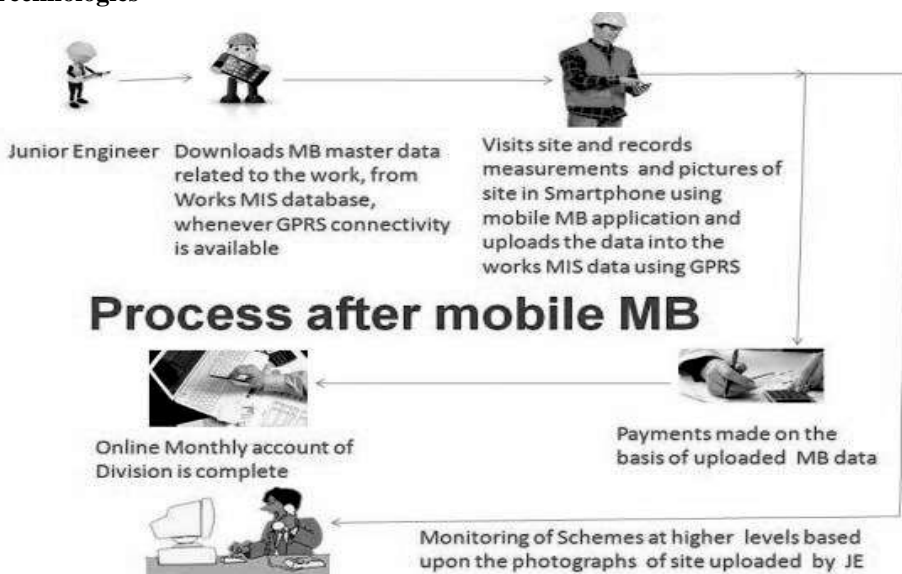 Technologies
Junior Engineer
Downloads MB master data
related to the work, from
Works MIS database,
whenever GPRS connectivity
is available
Visits site and records
measurements and pictures of
site in Smartphone using
mobile MB application and
uploads the data into the
works MIS data using GPRS
Process after mobile MB
Payments made on the
basis of uploaded MB data
Online Monthly account of
Division is complete
Monitoring of Schemes at higher levels based
upon the photographs of site uploaded by JE